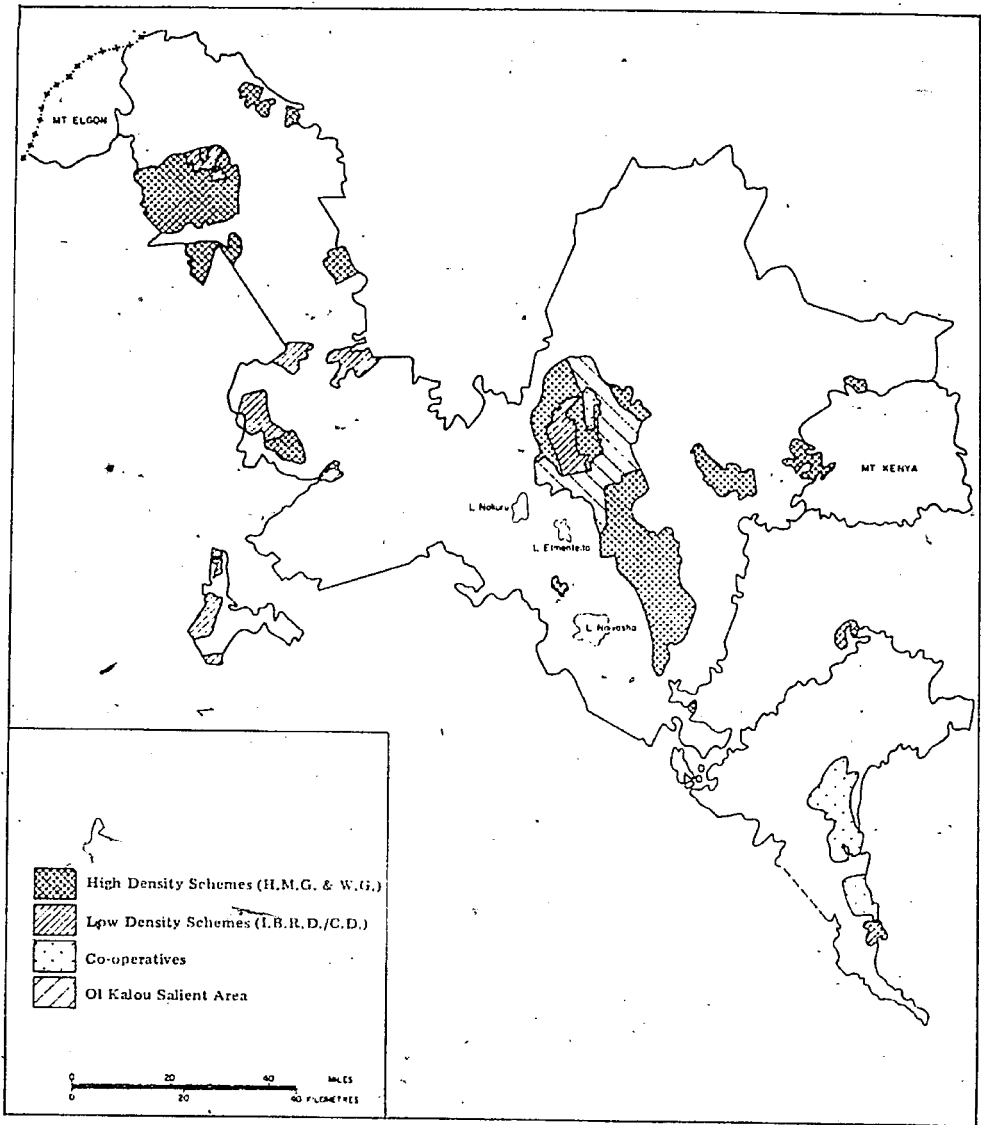 MT ELGON
MT KENYA
L. Nakuru
L. Elmenteita
L. Naivasha
High Density Schemes (H.M.G. & W.G.)
Low Density Schemes (I.B.R.D./C.D.)
Co-operatives
Ol Kalou Salient Area
0 20 40 MILES
0 20 40 KILOMETRES